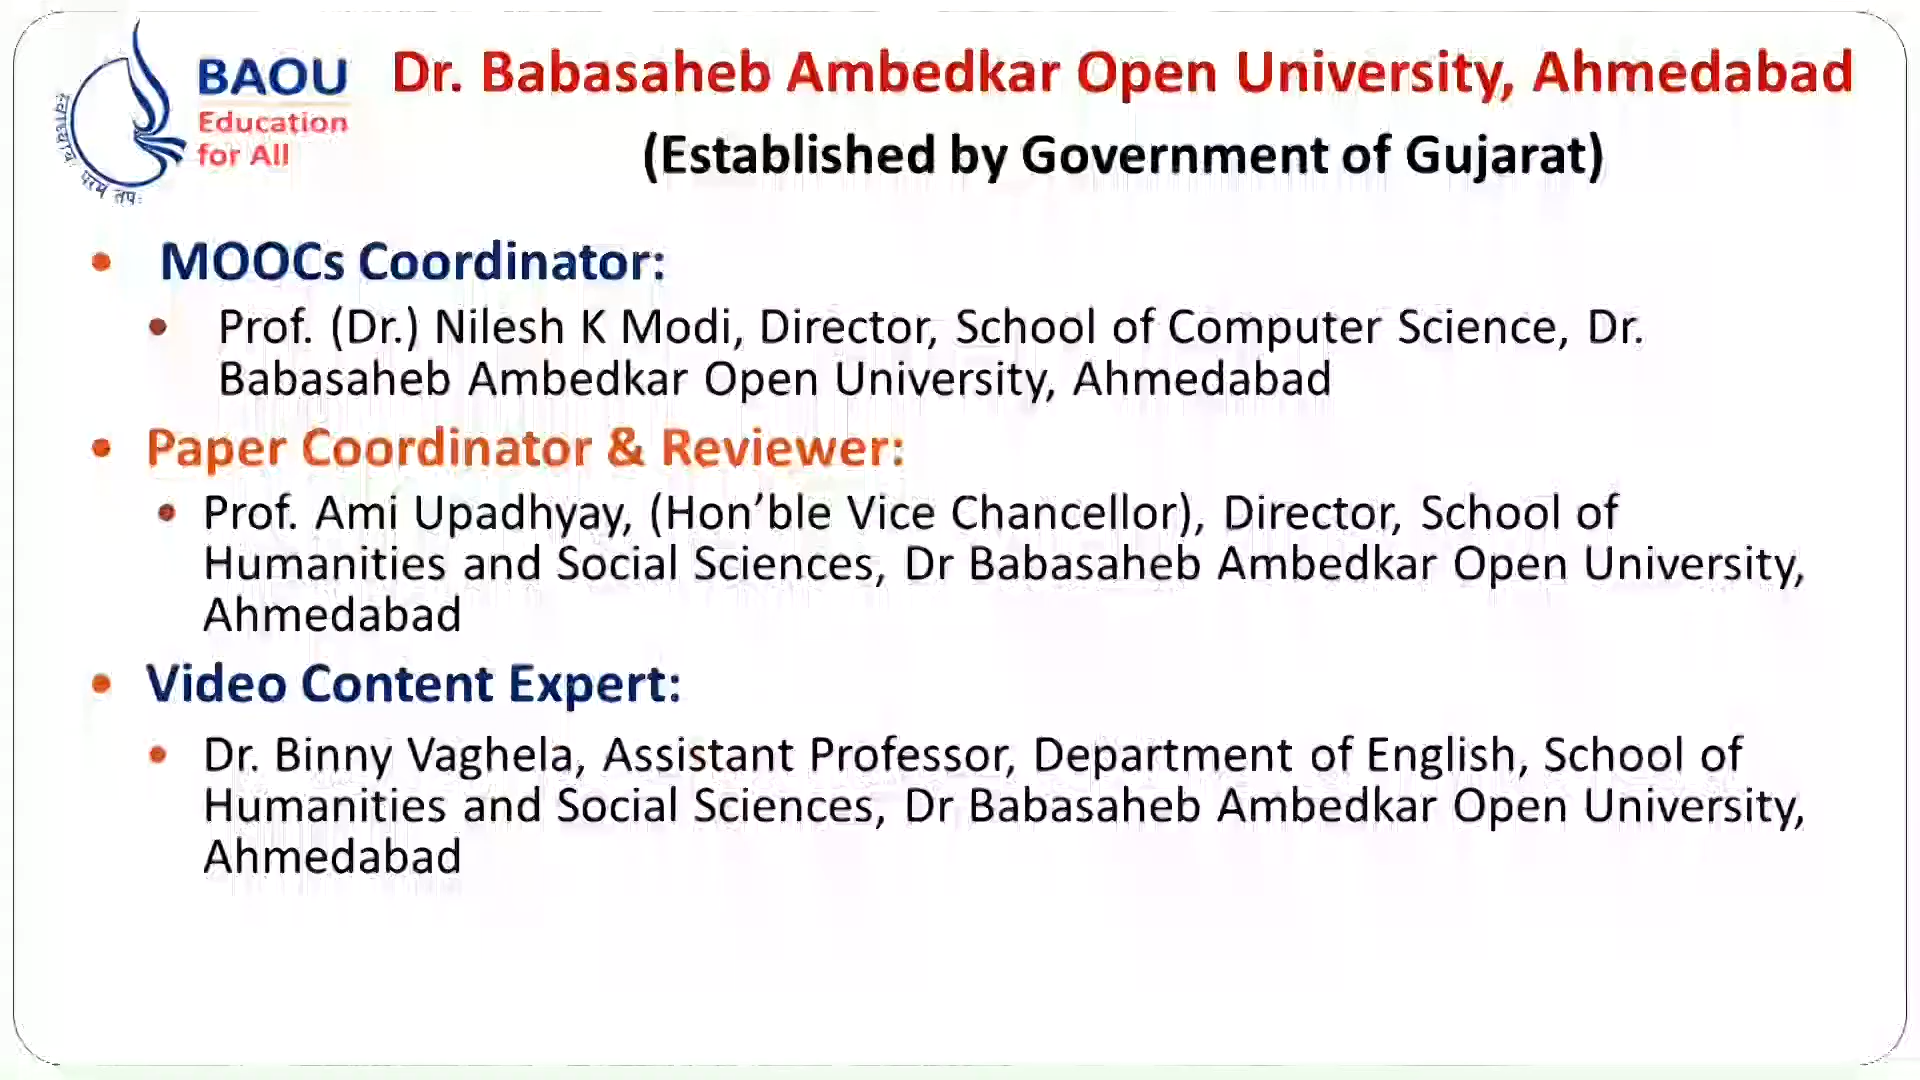 BAOU
Education
for All
स्वाध्यायः परमं तपः
Dr. Babasaheb Ambedkar Open University, Ahmedabad
(Established by Government of Gujarat)
• MOOCs Coordinator:
• Prof. (Dr.) Nilesh K Modi, Director, School of Computer Science, Dr.
Babasaheb Ambedkar Open University, Ahmedabad
• Paper Coordinator & Reviewer:
• Prof. Ami Upadhyay, (Hon’ble Vice Chancellor), Director, School of
Humanities and Social Sciences, Dr Babasaheb Ambedkar Open University,
Ahmedabad
• Video Content Expert:
• Dr. Binny Vaghela, Assistant Professor, Department of English, School of
Humanities and Social Sciences, Dr Babasaheb Ambedkar Open University,
Ahmedabad